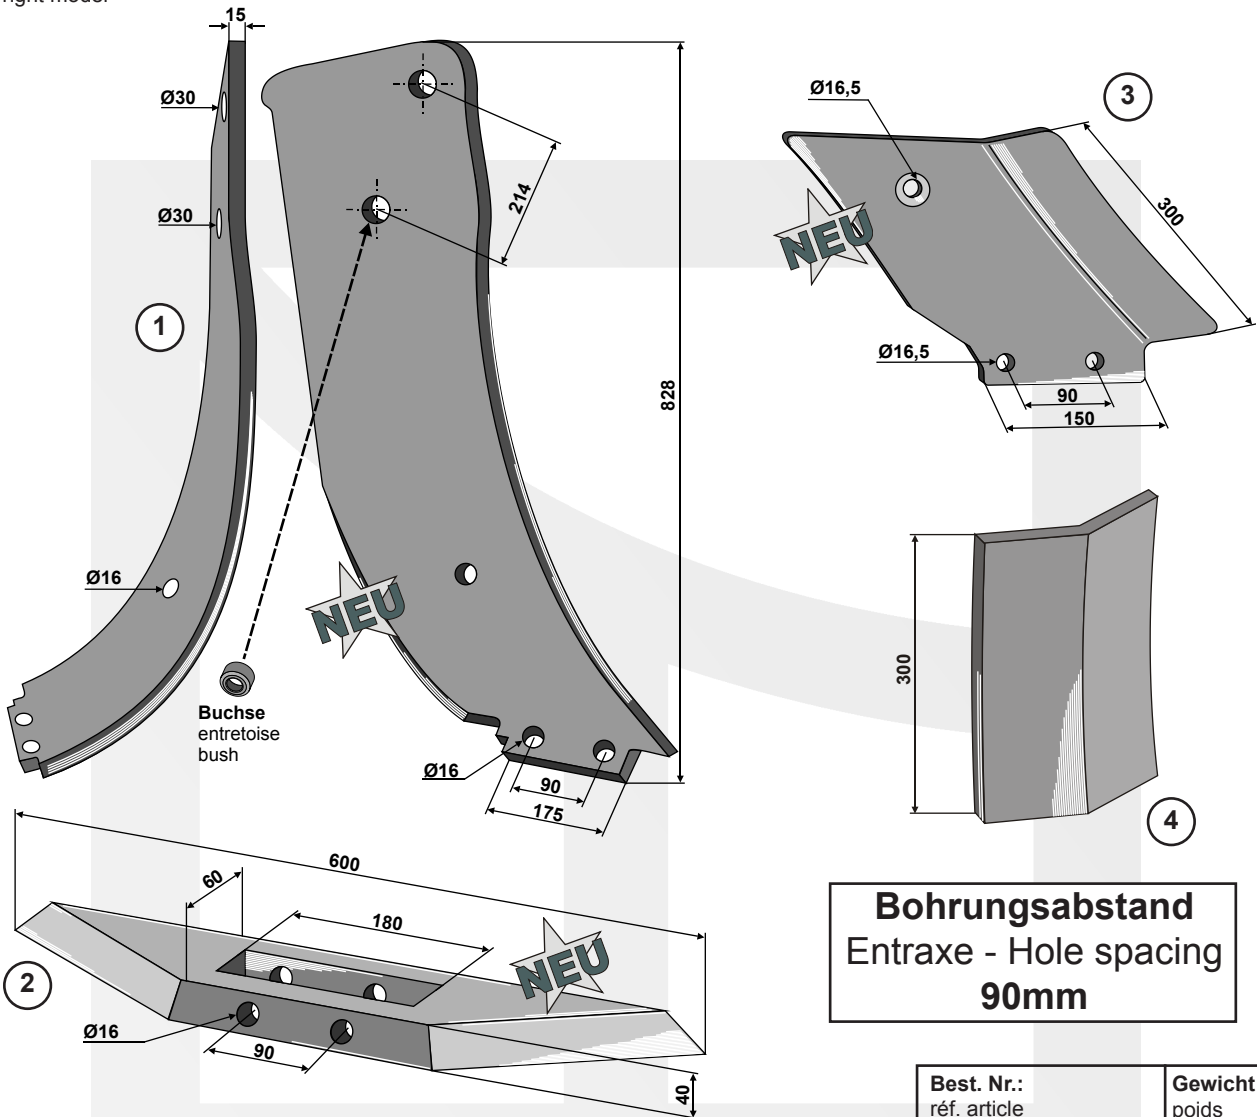 right model
15
Ø30
Ø30
1
Ø16
Buchse
entretoise
bush
214
828
NEU
Ø16
90
175
3
Ø16,5
300
NEU
Ø16,5
90
150
300
4
600
60
180
NEU
2
Ø16
90
40
Bohrungsabstand
Entraxe - Hole spacing
90mm
Best. Nr.:
réf. article
Gewicht
poids